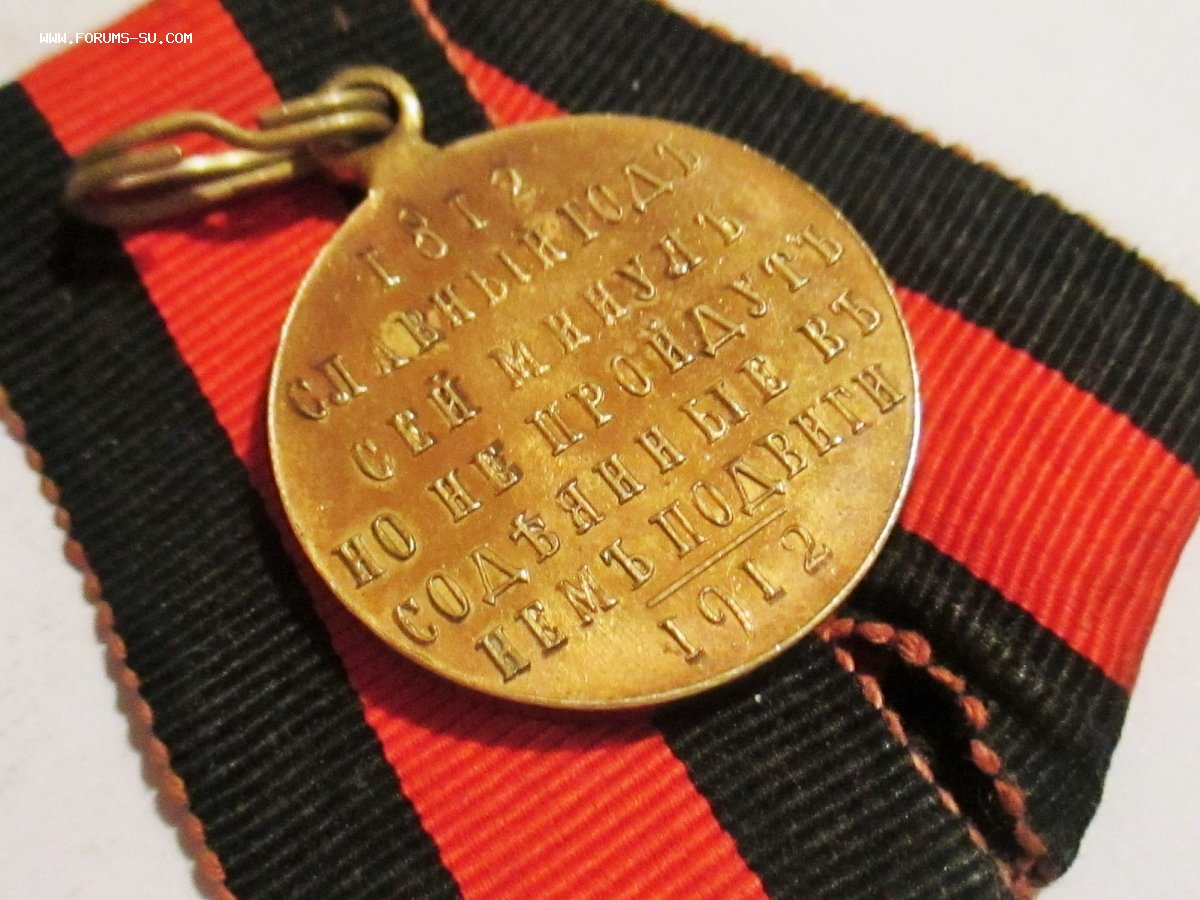 WWW.FORUMS-SU.COM
1812
СЛАВНЫЙ ГОДЪ
СЕЙ МИНУЛЪ
НО НЕ ПРОЙДУТЪ
СОДѢЯННЫЕ ВЪ
НЕМЪ ПОДВИГИ
1912